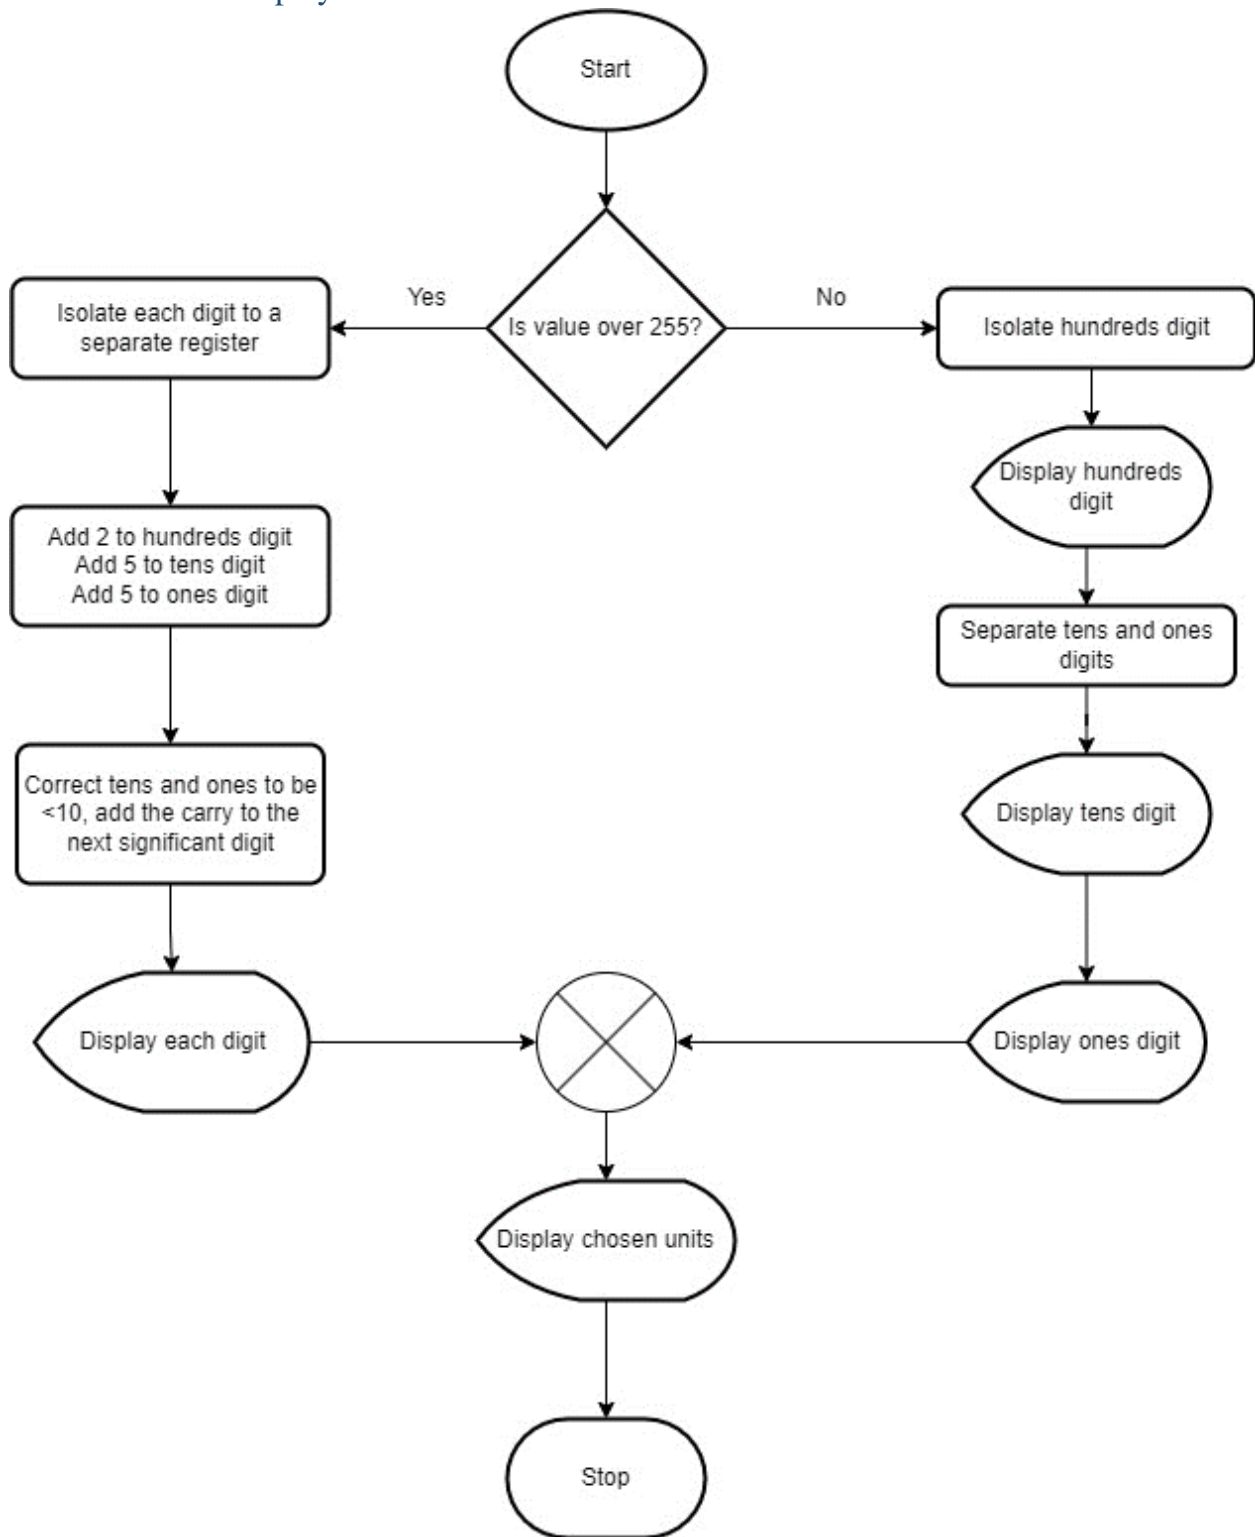 Start
Yes
No
Is value over 255?
Isolate each digit to a
separate register
Isolate hundreds digit
Display hundreds
digit
Add 2 to hundreds digit
Add 5 to tens digit
Add 5 to ones digit
Separate tens and ones
digits
Correct tens and ones to be
<10, add the carry to the
next significant digit
Display tens digit
Display each digit
Display ones digit
Display chosen units
Stop